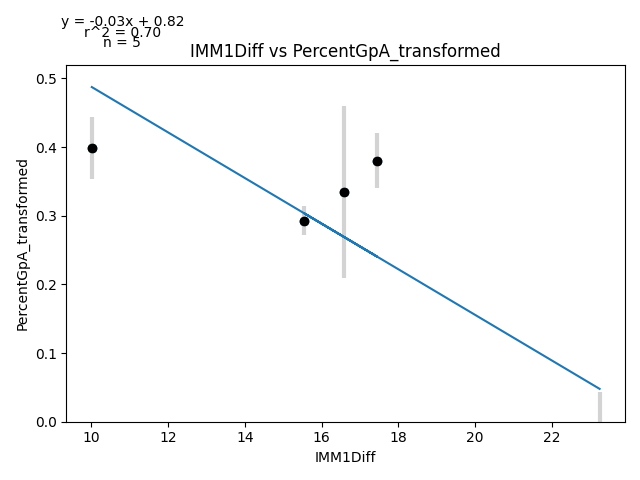 y = -0.03x + 0.82
r^2 = 0.70
n = 5
IMM1Diff vs PercentGpA_transformed
PercentGpA_transformed
0.5
0.4
0.3
0.2
0.1
0.0
10 12 14 16 18 20 22
IMM1Diff